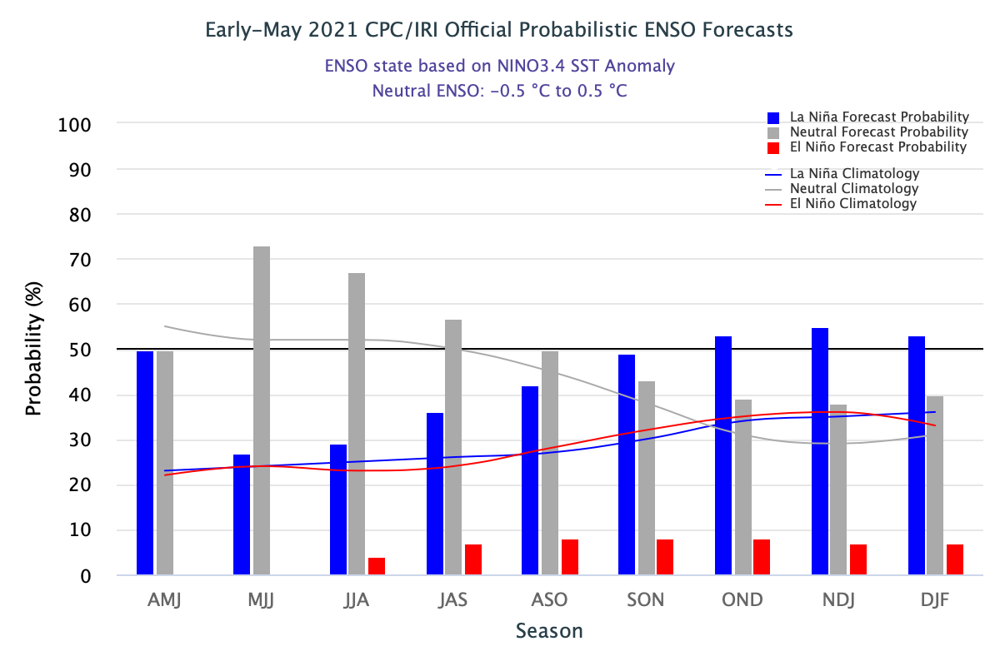 Early-May 2021 CPC/IRI Official Probabilistic ENSO Forecasts
ENSO state based on NINO3.4 SST Anomaly
Neutral ENSO: -0.5 °C to 0.5 °C
La Niña Forecast Probability
Neutral Forecast Probability
El Niño Forecast Probability
La Niña Climatology
Neutral Climatology
El Niño Climatology
Probability (%)
100
90
80
70
60
50
40
30
20
10
0
AMJ MJJ JJA JAS ASO SON OND NDJ DJF
Season